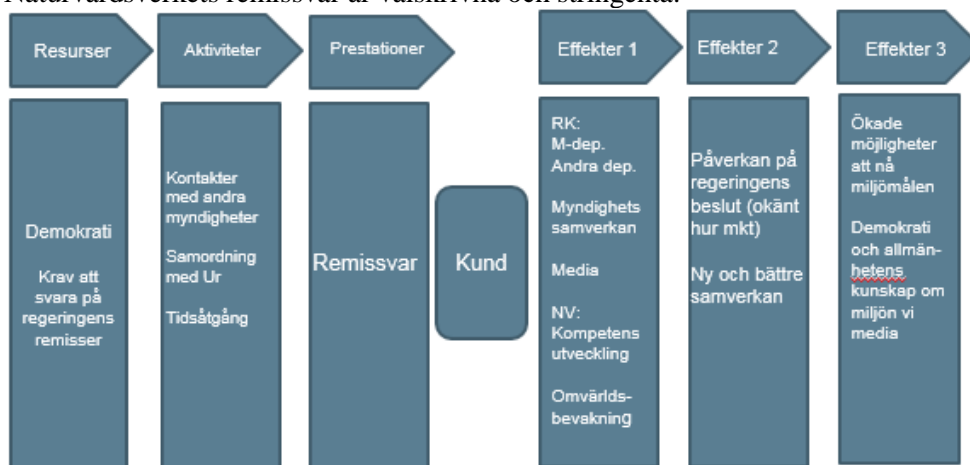 Naturvårdsverkets remissvar är välskrivna och stringenta.
Resurser
Aktiviteter
Prestationer
Effekter 1
Effekter 2
Effekter 3
Demokrati
Krav att
svara på
regeringens
remisser
Kontakter
med andra
myndigheter
Samordning
med Ur
Tidsåtgång
Remissvar
Kund
RK:
M-dep.
Andra dep.
Myndighets
samverkan
Media
NV:
Kompetens
utveckling
Omvärlds-
bevakning
Påverkan på
regeringens
beslut (okänt
hur mkt)
Ny och bättre
samverkan
Ökade
möjligheter
att nå
miljömålen
Demokrati
och allmän-
hetens
kunskap om
miljön vi
media